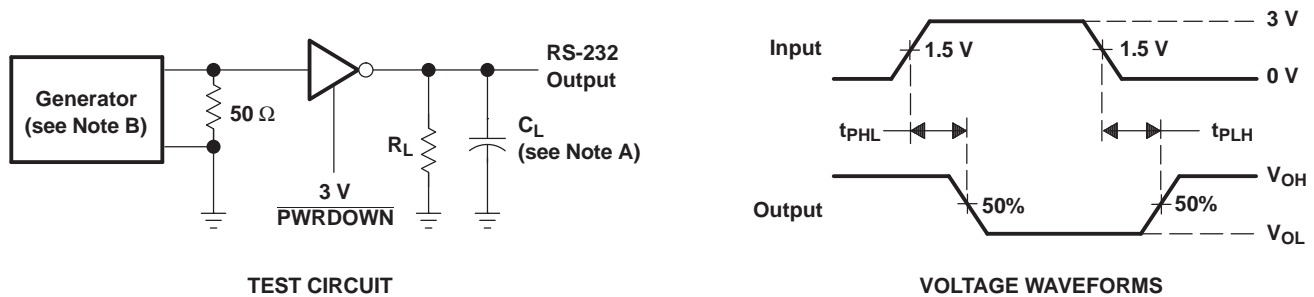 Generator
(see Note B)
50 Ω
3 V
PWRDOWN
RS-232
Output
RL
CL
(see Note A)
TEST CIRCUIT
Input
3 V
1.5 V
1.5 V
0 V
tPHL
tPLH
Output
VOH
50%
50%
VOL
VOLTAGE WAVEFORMS